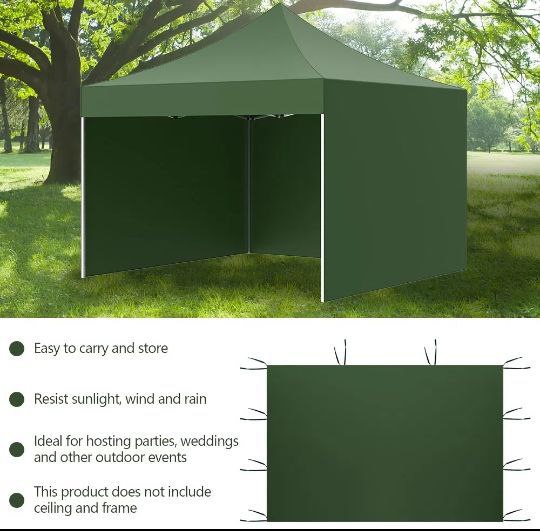 Easy to carry and store
Resist sunlight, wind and rain
Ideal for hosting parties, weddings
and other outdoor events
This product does not include
ceiling and frame